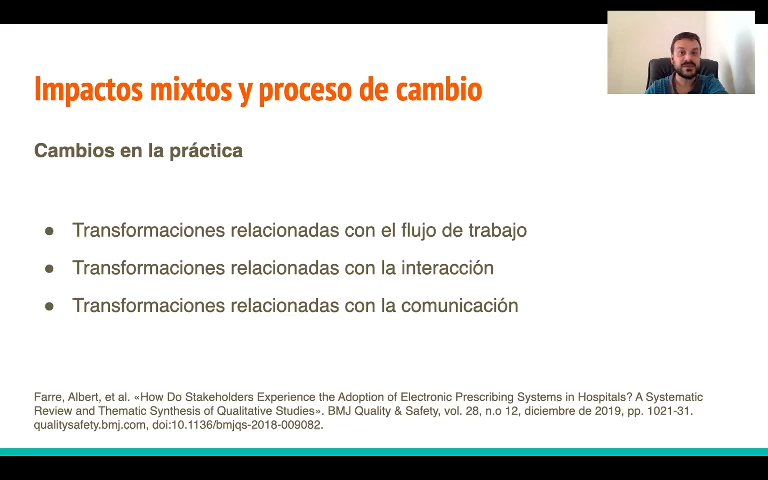 Impactos mixtos y proceso de cambio
Cambios en la práctica
● Transformaciones relacionadas con el flujo de trabajo
● Transformaciones relacionadas con la interacción
● Transformaciones relacionadas con la comunicación
Farre, Albert, et al. «How Do Stakeholders Experience the Adoption of Electronic Prescribing Systems in Hospitals? A Systematic
Review and Thematic Synthesis of Qualitative Studies». BMJ Quality & Safety, vol. 28, n.o 12, diciembre de 2019, pp. 1021-31.
qualitysafety.bmj.com, doi:10.1136/bmjqs-2018-009082.